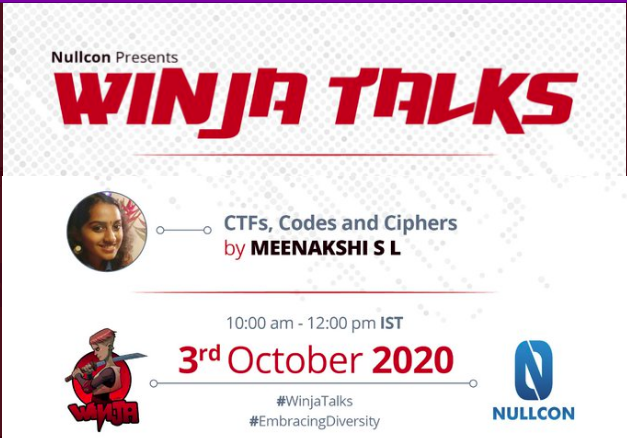 Nullcon Presents
WINJA TALKS
CTFs, Codes and Ciphers
by MEENAKSHI S L
10:00 am - 12:00 pm IST
3rd October 2020
#WinjaTalks
#EmbracingDiversity
WINJA
NULLCON